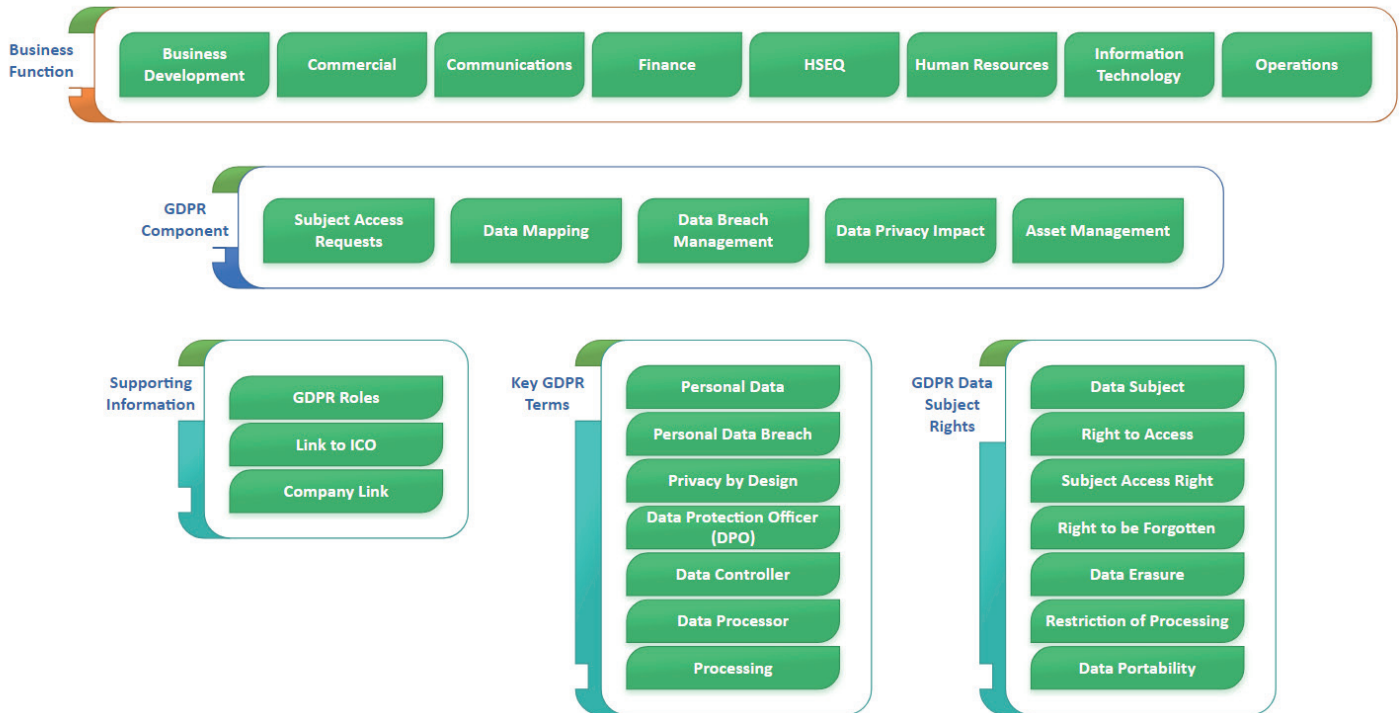 Business
Function
Business
Development
Commercial
Communications
Finance
HSEQ
Human Resources
Information
Technology
Operations
GDPR
Component
Subject Access
Requests
Data Mapping
Data Breach
Management
Data Privacy Impact
Asset Management
Supporting
Information
GDPR Roles
Link to ICO
Company Link
Key GDPR
Terms
Personal Data
Personal Data Breach
Privacy by Design
Data Protection Officer
(DPO)
Data Controller
Data Processor
Processing
GDPR Data
Subject
Rights
Data Subject
Right to Access
Subject Access Right
Right to be Forgotten
Data Erasure
Restriction of Processing
Data Portability